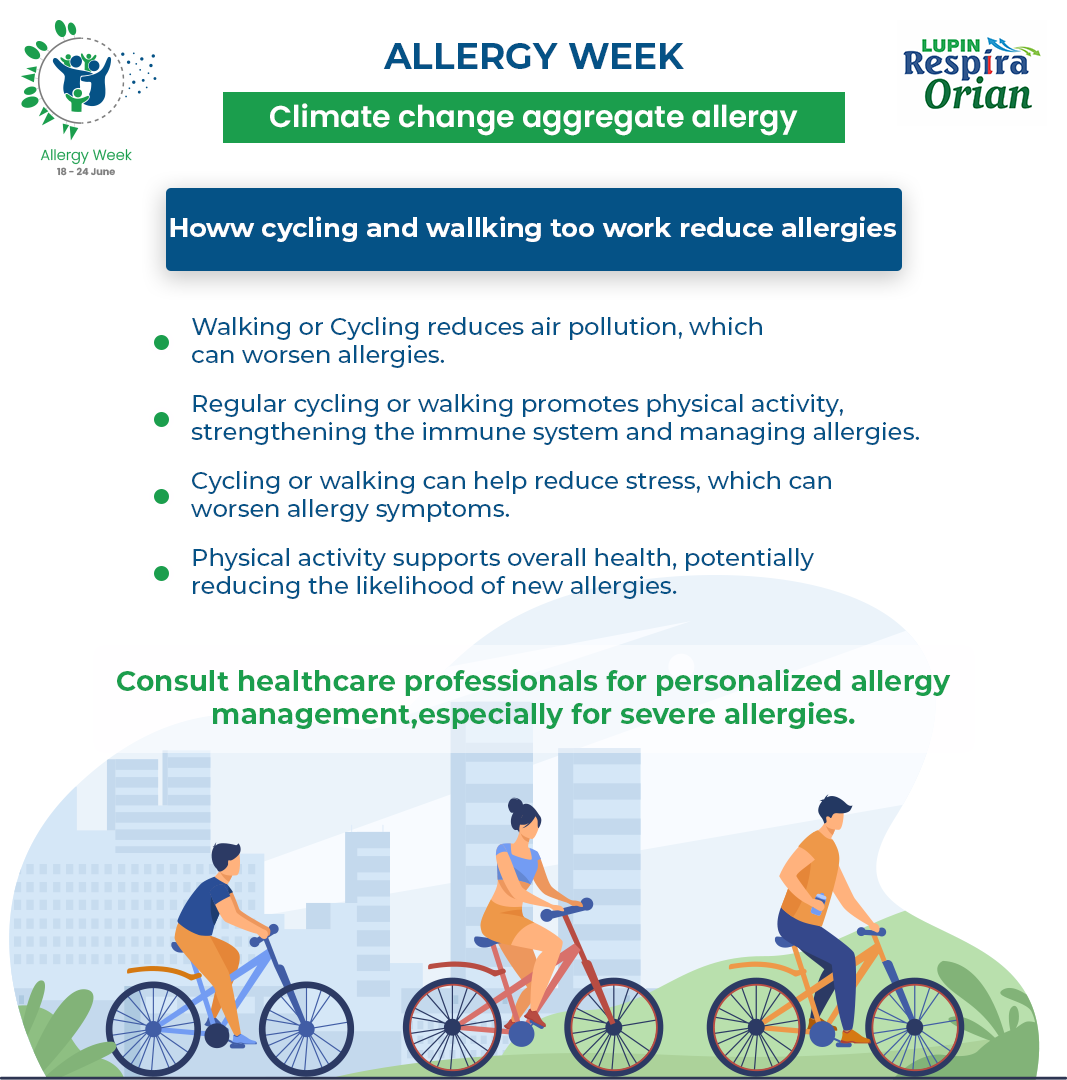 ALLERGY WEEK
LUPIN
Respira
Orian
Climate change aggregate allergy
Allergy Week
18 - 24 June
Howw cycling and wallking too work reduce allergies
Walking or Cycling reduces air pollution, which
can worsen allergies.
Regular cycling or walking promotes physical activity,
strengthening the immune system and managing allergies.
Cycling or walking can help reduce stress, which can
worsen allergy symptoms.
Physical activity supports overall health, potentially
reducing the likelihood of new allergies.
Consult healthcare professionals for personalized allergy
management,especially for severe allergies.